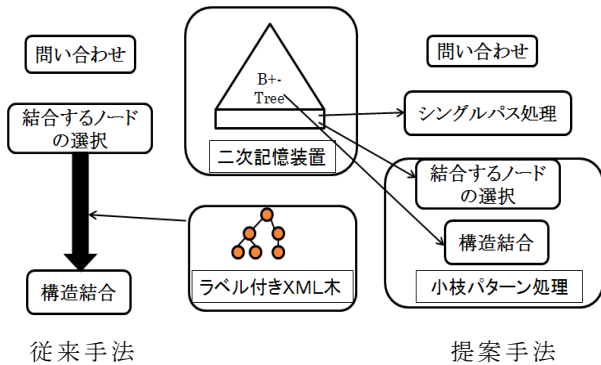 問い合わせ
結合するノード
の選択
構造結合
従来手法
B+-
Tree
二次記憶装置
ラベル付きXML木
問い合わせ
シングルパス処理
結合するノード
の選択
構造結合
小枝パターン処理
提案手法